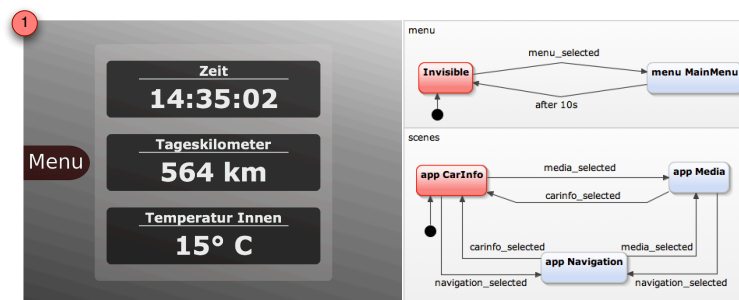 1
Zeit
14:35:02
Tageskilometer
564 km
Temperatur Innen
15° C
Menu
menu
menu_selected
Invisible
menu MainMenu
after 10s
scenes
app CarInfo
media_selected
app Media
carinfo_selected
carinfo_selected
media_selected
app Navigation
navigation_selected
navigation_selected